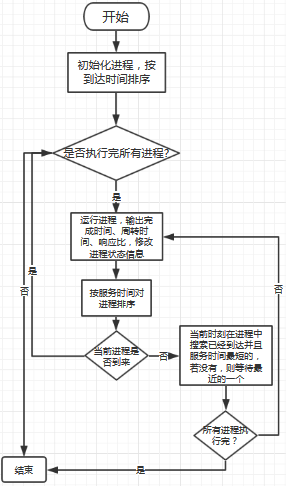 开始
初始化进程，按
到达时间排序
是否执行完所有进程?
是
运行进程，输出完
成时间、周转时
间、响应比，修改
进程状态信息
是
否
否
按服务时间对
进程排序
当前进程是
否到来
否
当前时刻在进程中
搜索已经到达并且
服务时间最短的，
若没有，则等待最
近的一个
所有进程执
行完？
结束
是